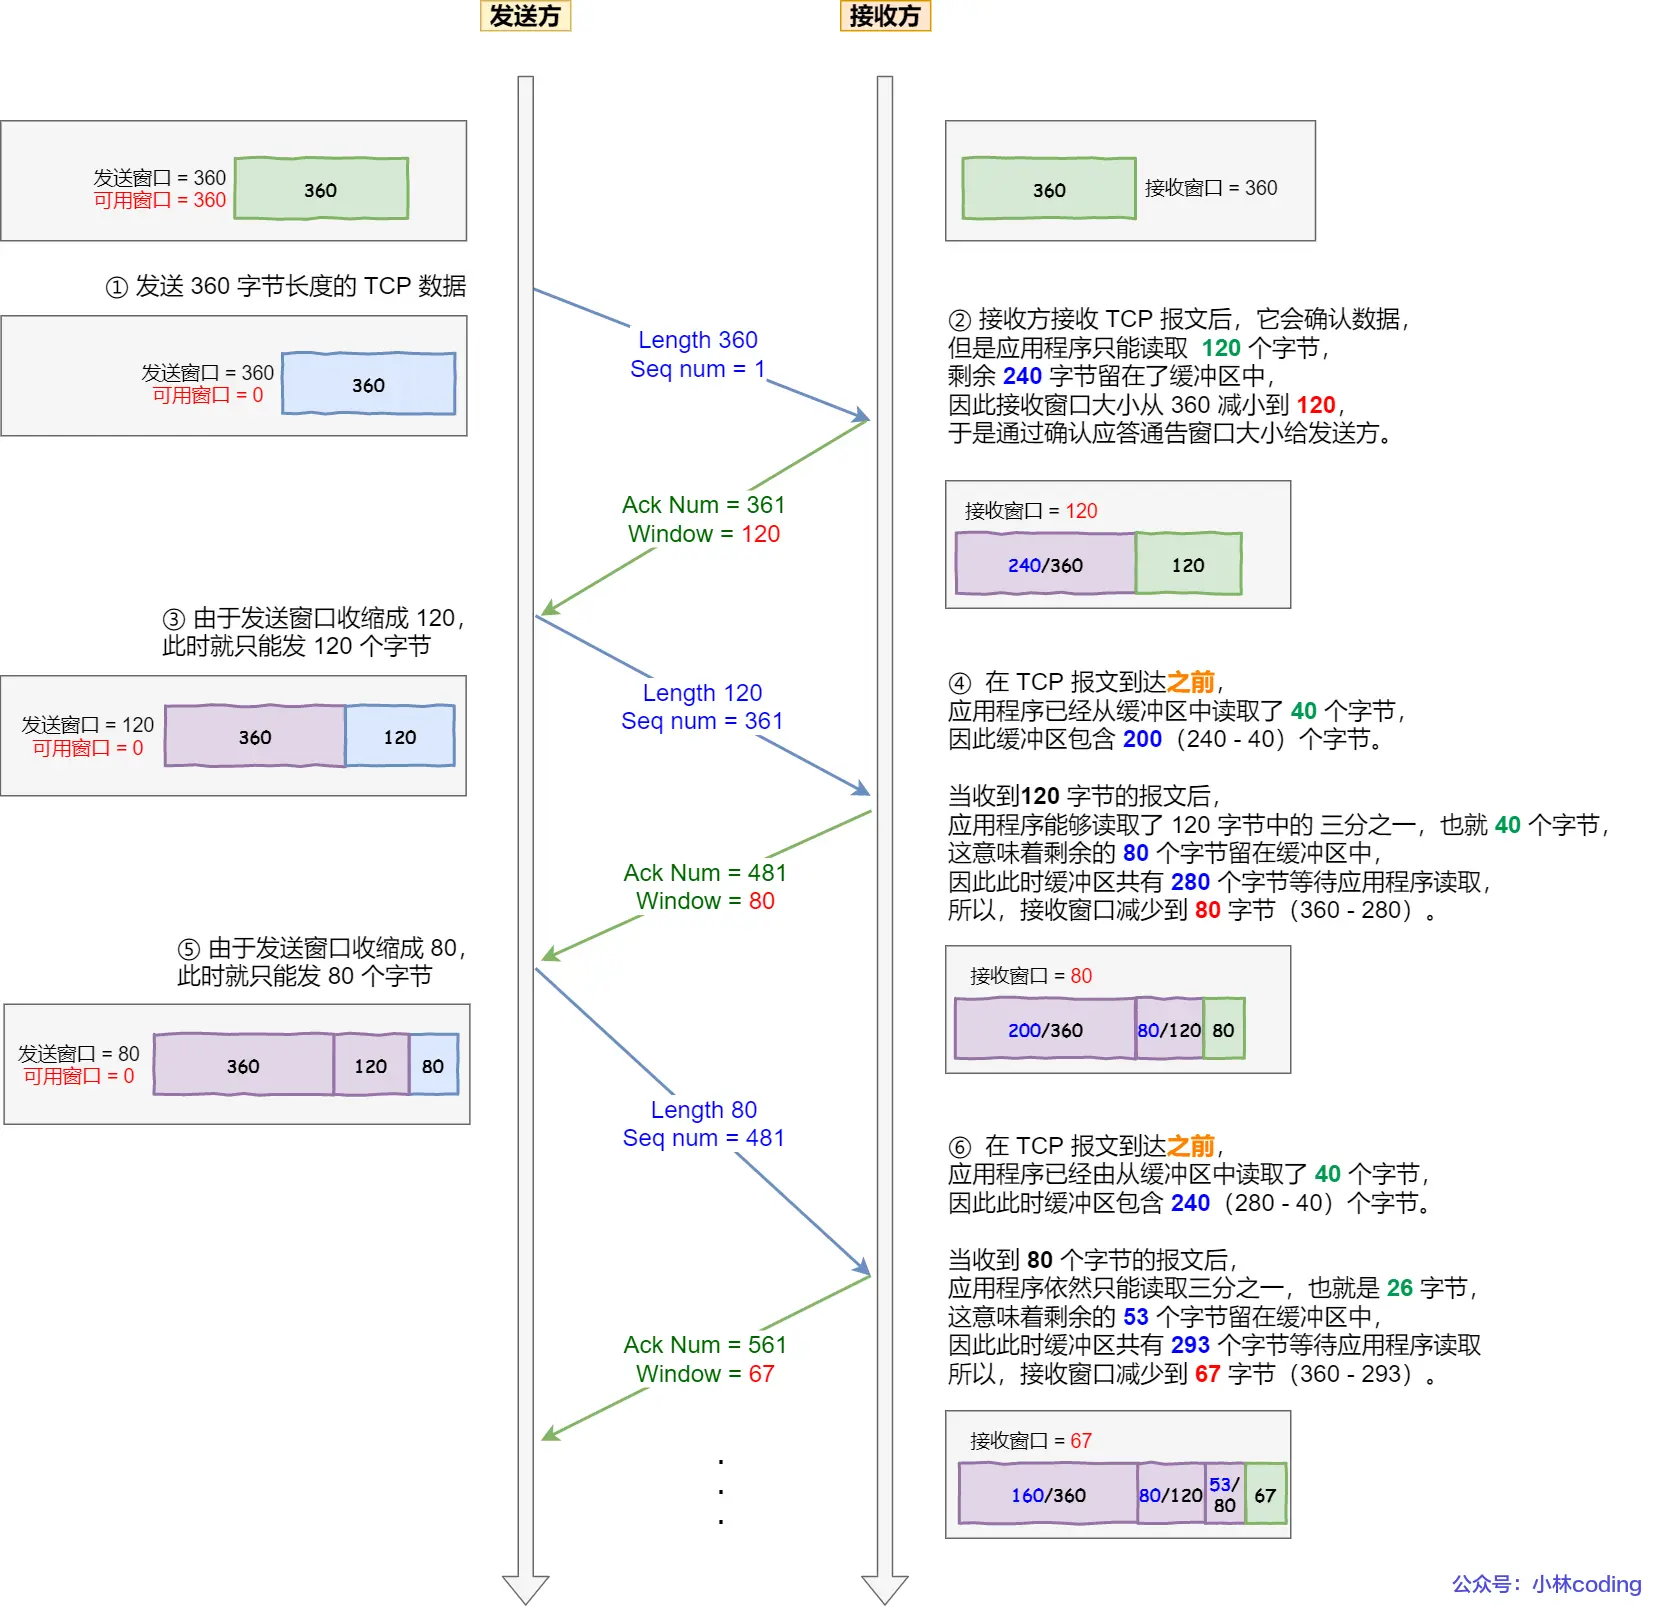 发送方
接收方
发送窗口 = 360
可用窗口 = 360
360
360
接收窗口 = 360
① 发送 360 字节长度的 TCP 数据
发送窗口 = 360
可用窗口 = 0
360
Length 360
Seq num = 1
② 接收方接收 TCP 报文后，它会确认数据，
但是应用程序只能读取 120 个字节，
剩余 240 字节留在了缓冲区中，
因此接收窗口大小从 360 减小到 120，
于是通过确认应答通告窗口大小给发送方。
Ack Num = 361
Window = 120
接收窗口 = 120
240/360
120
③ 由于发送窗口收缩成 120，
此时就只能发 120 个字节
发送窗口 = 120
可用窗口 = 0
360
120
Length 120
Seq num = 361
④ 在 TCP 报文到达之前，
应用程序已经从缓冲区中读取了 40 个字节，
因此缓冲区包含 200（240 - 40）个字节。
当收到120 字节的报文后，
应用程序能够读取了 120 字节中的 三分之一，也就 40 个字节，
这意味着剩余的 80 个字节留在缓冲区中，
因此此时缓冲区共有 280 个字节等待应用程序读取，
所以，接收窗口减少到 80 字节（360 - 280）。
Ack Num = 481
Window = 80
接收窗口 = 80
200/360
80/120
80
⑤ 由于发送窗口收缩成 80，
此时就只能发 80 个字节
发送窗口 = 80
可用窗口 = 0
360
120
80
Length 80
Seq num = 481
⑥ 在 TCP 报文到达之前，
应用程序已经由从缓冲区中读取了 40 个字节，
因此此时缓冲区包含 240（280 - 40）个字节。
当收到 80 个字节的报文后，
应用程序依然只能读取三分之一，也就是 26 字节，
这意味着剩余的 53 个字节留在缓冲区中，
因此此时缓冲区共有 293 个字节等待应用程序读取
所以，接收窗口减少到 67 字节（360 - 293）。
Ack Num = 561
Window = 67
接收窗口 = 67
160/360
80/120
53/
80
67
公众号：小林coding